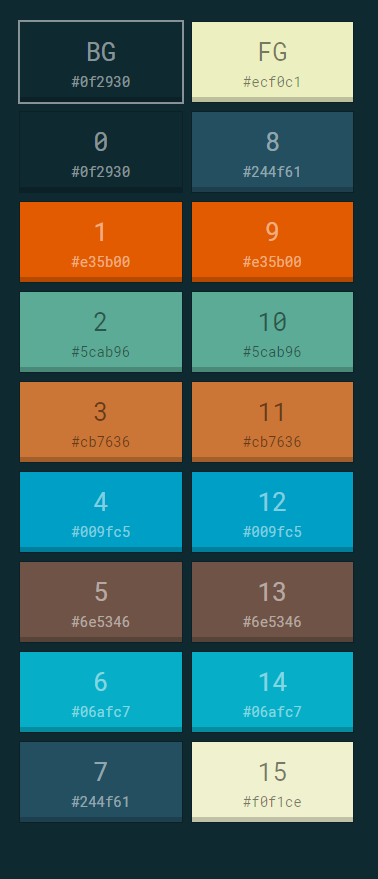 BG
#0f2930
FG
#ecf0c1
0
#0f2930
8
#244f61
1
#e35b00
9
#e35b00
2
#5cab96
10
#5cab96
3
#cb7636
11
#cb7636
4
#009fc5
12
#009fc5
5
#6e5346
13
#6e5346
6
#06afc7
14
#06afc7
7
#244f61
15
#f0f1ce